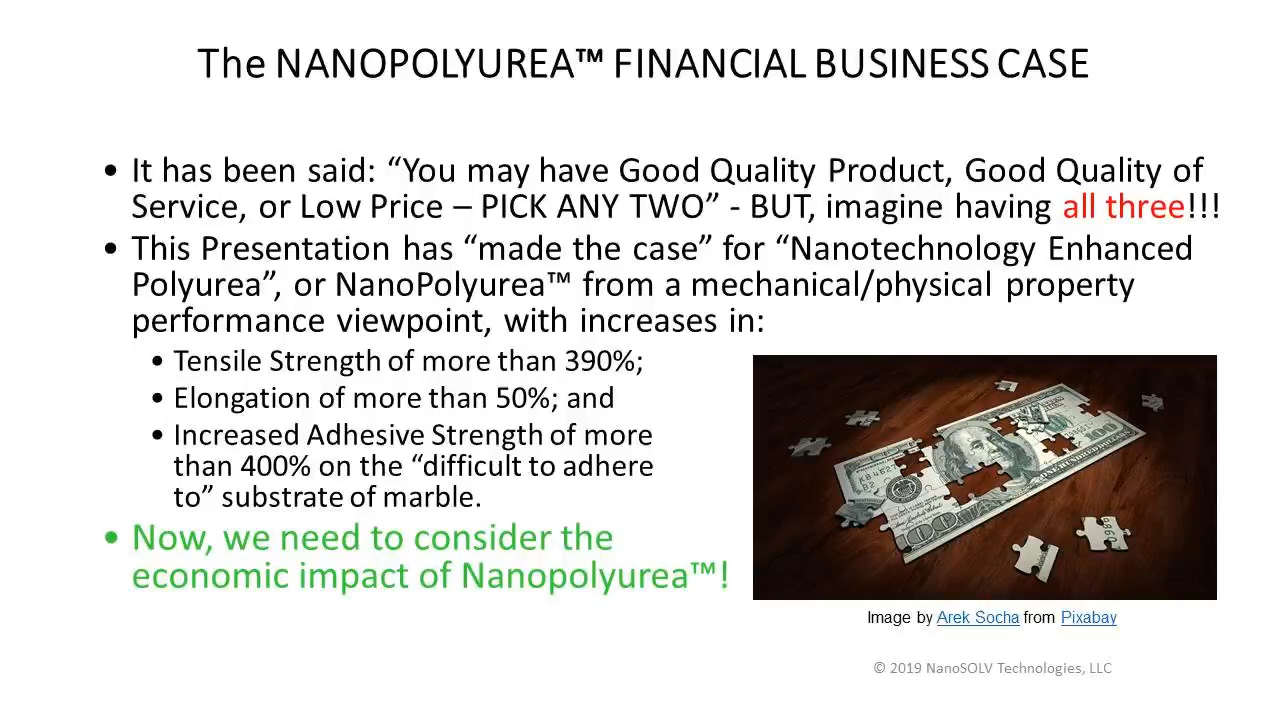 The NANOPOLYUREA™ FINANCIAL BUSINESS CASE
• It has been said: “You may have Good Quality Product, Good Quality of
Service, or Low Price – PICK ANY TWO” - BUT, imagine having all three!!!
• This Presentation has “made the case” for “Nanotechnology Enhanced
Polyurea”, or NanoPolyurea™ from a mechanical/physical property
performance viewpoint, with increases in:
• Tensile Strength of more than 390%;
• Elongation of more than 50%; and
• Increased Adhesive Strength of more
than 400% on the “difficult to adhere
to” substrate of marble.
• Now, we need to consider the
economic impact of Nanopolyurea™!
100
ONE HUNDRED DOLLARS
Image by Arek Socha from Pixabay
© 2019 NanoSOLV Technologies, LLC